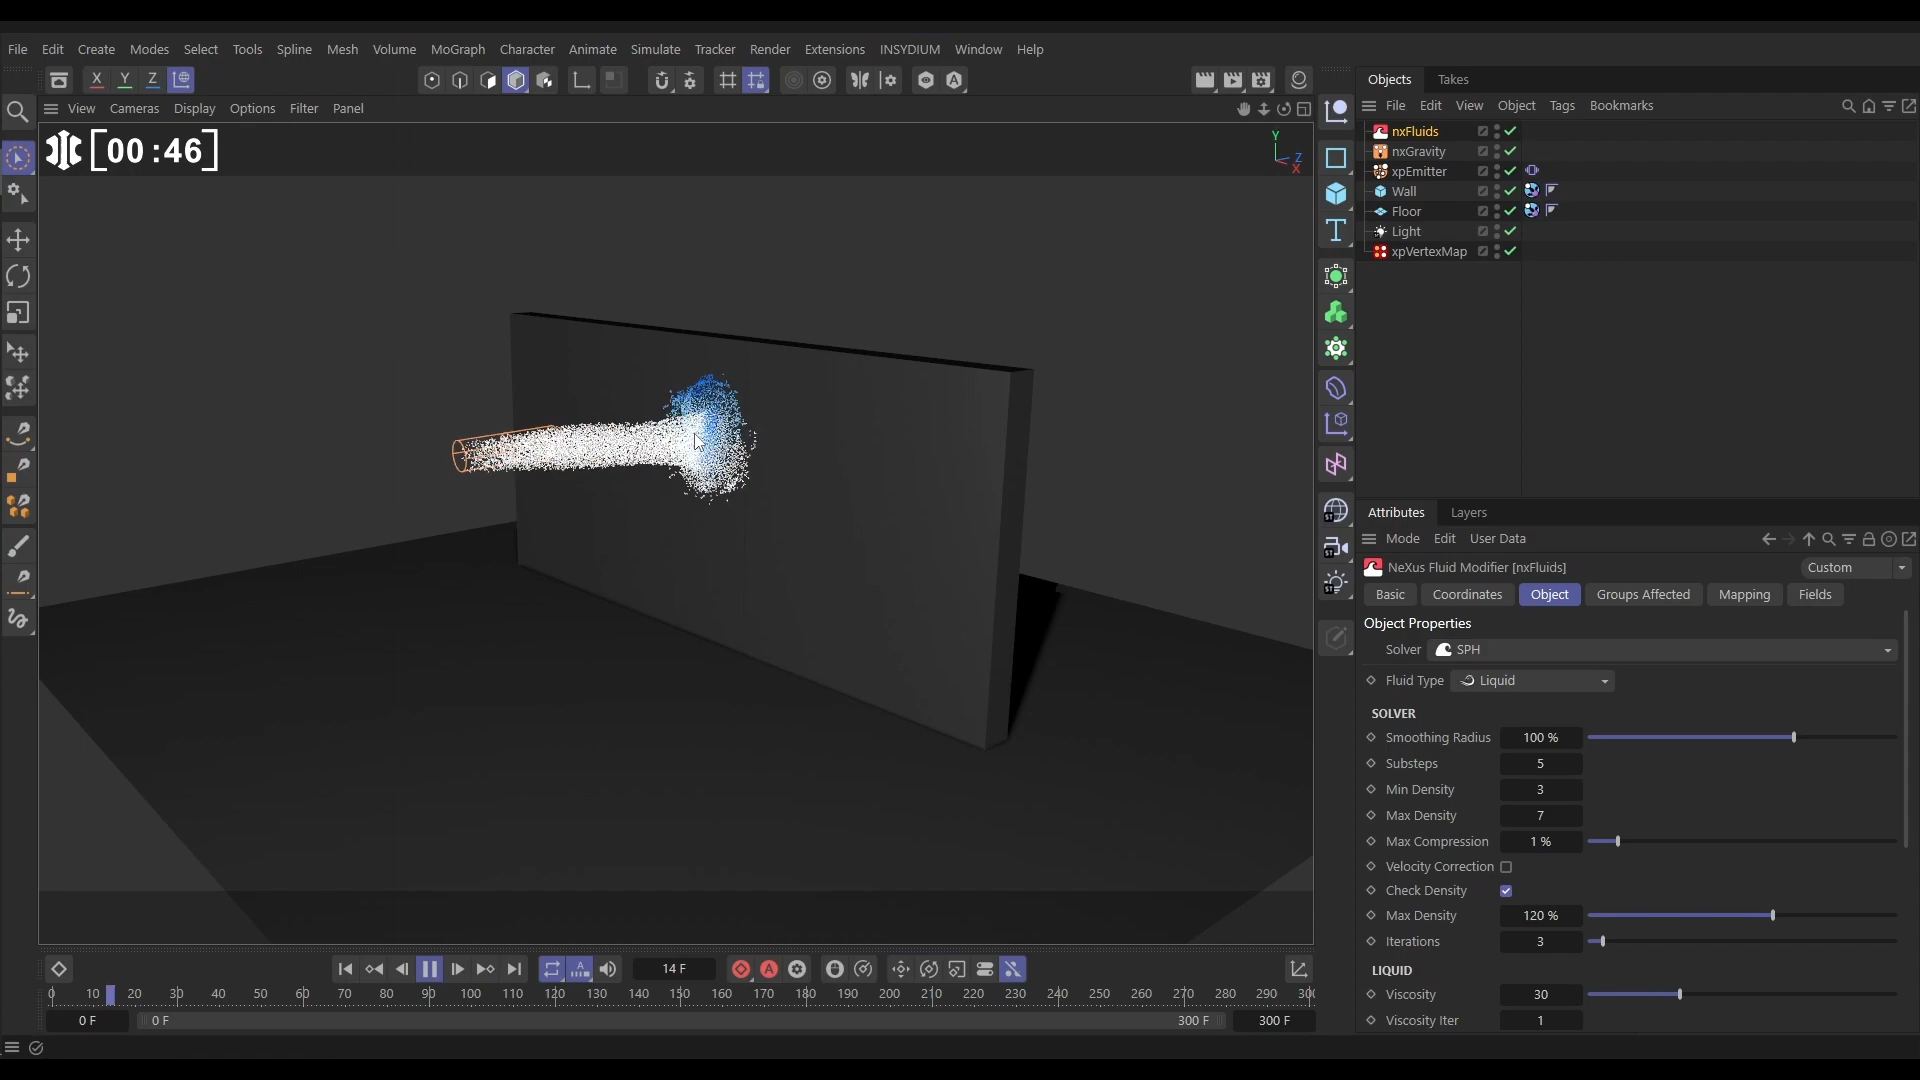 File Edit Create Modes Select Tools Spline Mesh Volume MoGraph Character Animate Simulate Tracker Render Extensions INSYDIUM Window Help
X Y Z
View Cameras Display Options Filter Panel
[00:46]
Y
Z
X
Objects Takes
File Edit View Object Tags Bookmarks
nxFluids
nxGravity
xpEmitter
Wall
Floor
Light
xpVertexMap
Attributes Layers
Mode Edit User Data
NeXus Fluid Modifier [nxFluids] Custom
Basic Coordinates Object Groups Affected Mapping Fields
Object Properties
Solver SPH
Fluid Type Liquid
SOLVER
Smoothing Radius 100 %
Substeps 5
Min Density 3
Max Density 7
Max Compression 1 %
Velocity Correction
Check Density
Max Density 120 %
Iterations 3
LIQUID
Viscosity 30
Viscosity Iter 1
14 F
0 10 20 30 40 50 60 70 80 90 100 110 120 130 140 150 160 170 180 190 200 210 220 230 240 250 260 270 280 290
0 F 0 F 300 F 300 F